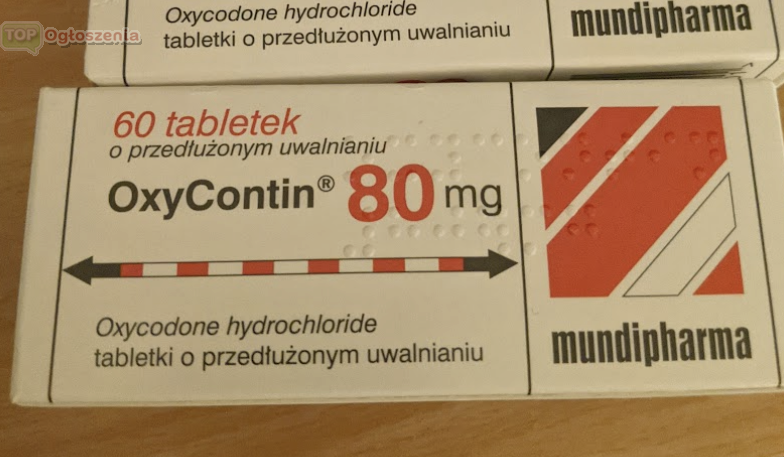 TOP Ogłoszenia
Oxycodone hydrochloride
tabletki o przedłużonym uwalnianiu
mundipharma
60 tabletek
o przedłużonym uwalnianiu
OxyContin® 80 mg
Oxycodone hydrochloride
tabletki o przedłużonym uwalnianiu
mundipharma